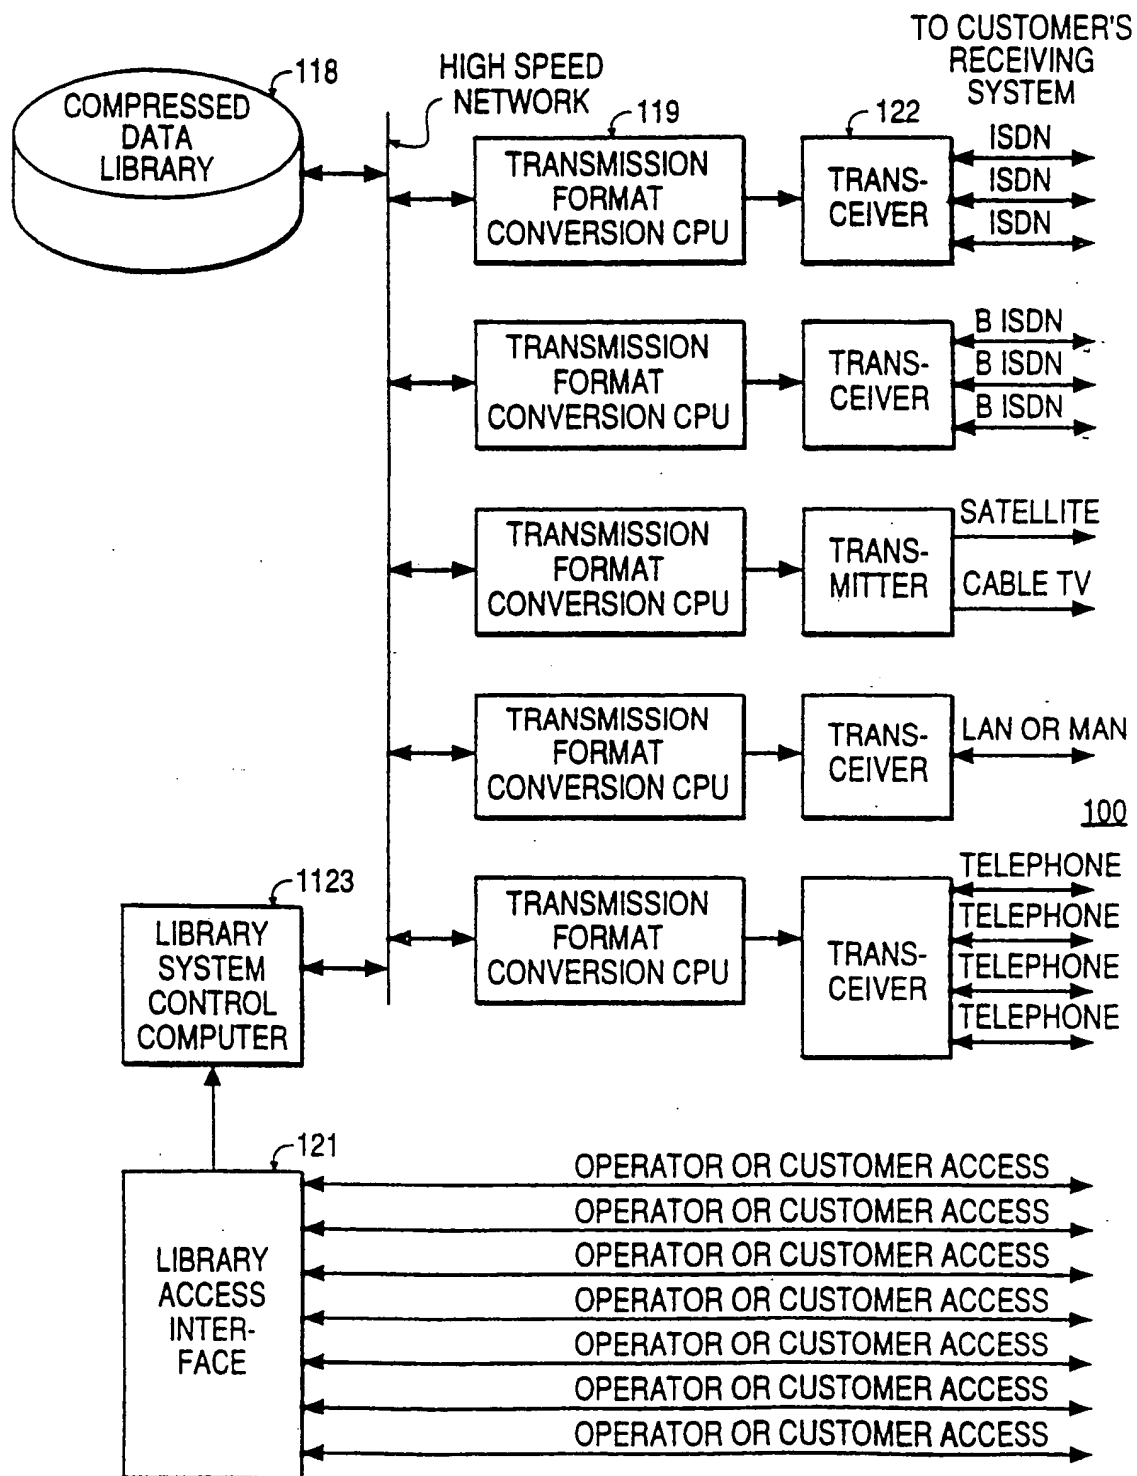 TO CUSTOMER'S
RECEIVING
SYSTEM
118
COMPRESSED
DATA
LIBRARY
HIGH SPEED
NETWORK
119
TRANSMISSION
FORMAT
CONVERSION CPU
122
TRANS-
CEIVER
ISDN
ISDN
ISDN
TRANSMISSION
FORMAT
CONVERSION CPU
TRANS-
CEIVER
B ISDN
B ISDN
B ISDN
TRANSMISSION
FORMAT
CONVERSION CPU
TRANS-
MITTER
SATELLITE
CABLE TV
TRANSMISSION
FORMAT
CONVERSION CPU
TRANS-
CEIVER
LAN OR MAN
100
1123
LIBRARY
SYSTEM
CONTROL
COMPUTER
TRANSMISSION
FORMAT
CONVERSION CPU
TRANS-
CEIVER
TELEPHONE
TELEPHONE
TELEPHONE
TELEPHONE
121
LIBRARY
ACCESS
INTER-
FACE
OPERATOR OR CUSTOMER ACCESS
OPERATOR OR CUSTOMER ACCESS
OPERATOR OR CUSTOMER ACCESS
OPERATOR OR CUSTOMER ACCESS
OPERATOR OR CUSTOMER ACCESS
OPERATOR OR CUSTOMER ACCESS
OPERATOR OR CUSTOMER ACCESS